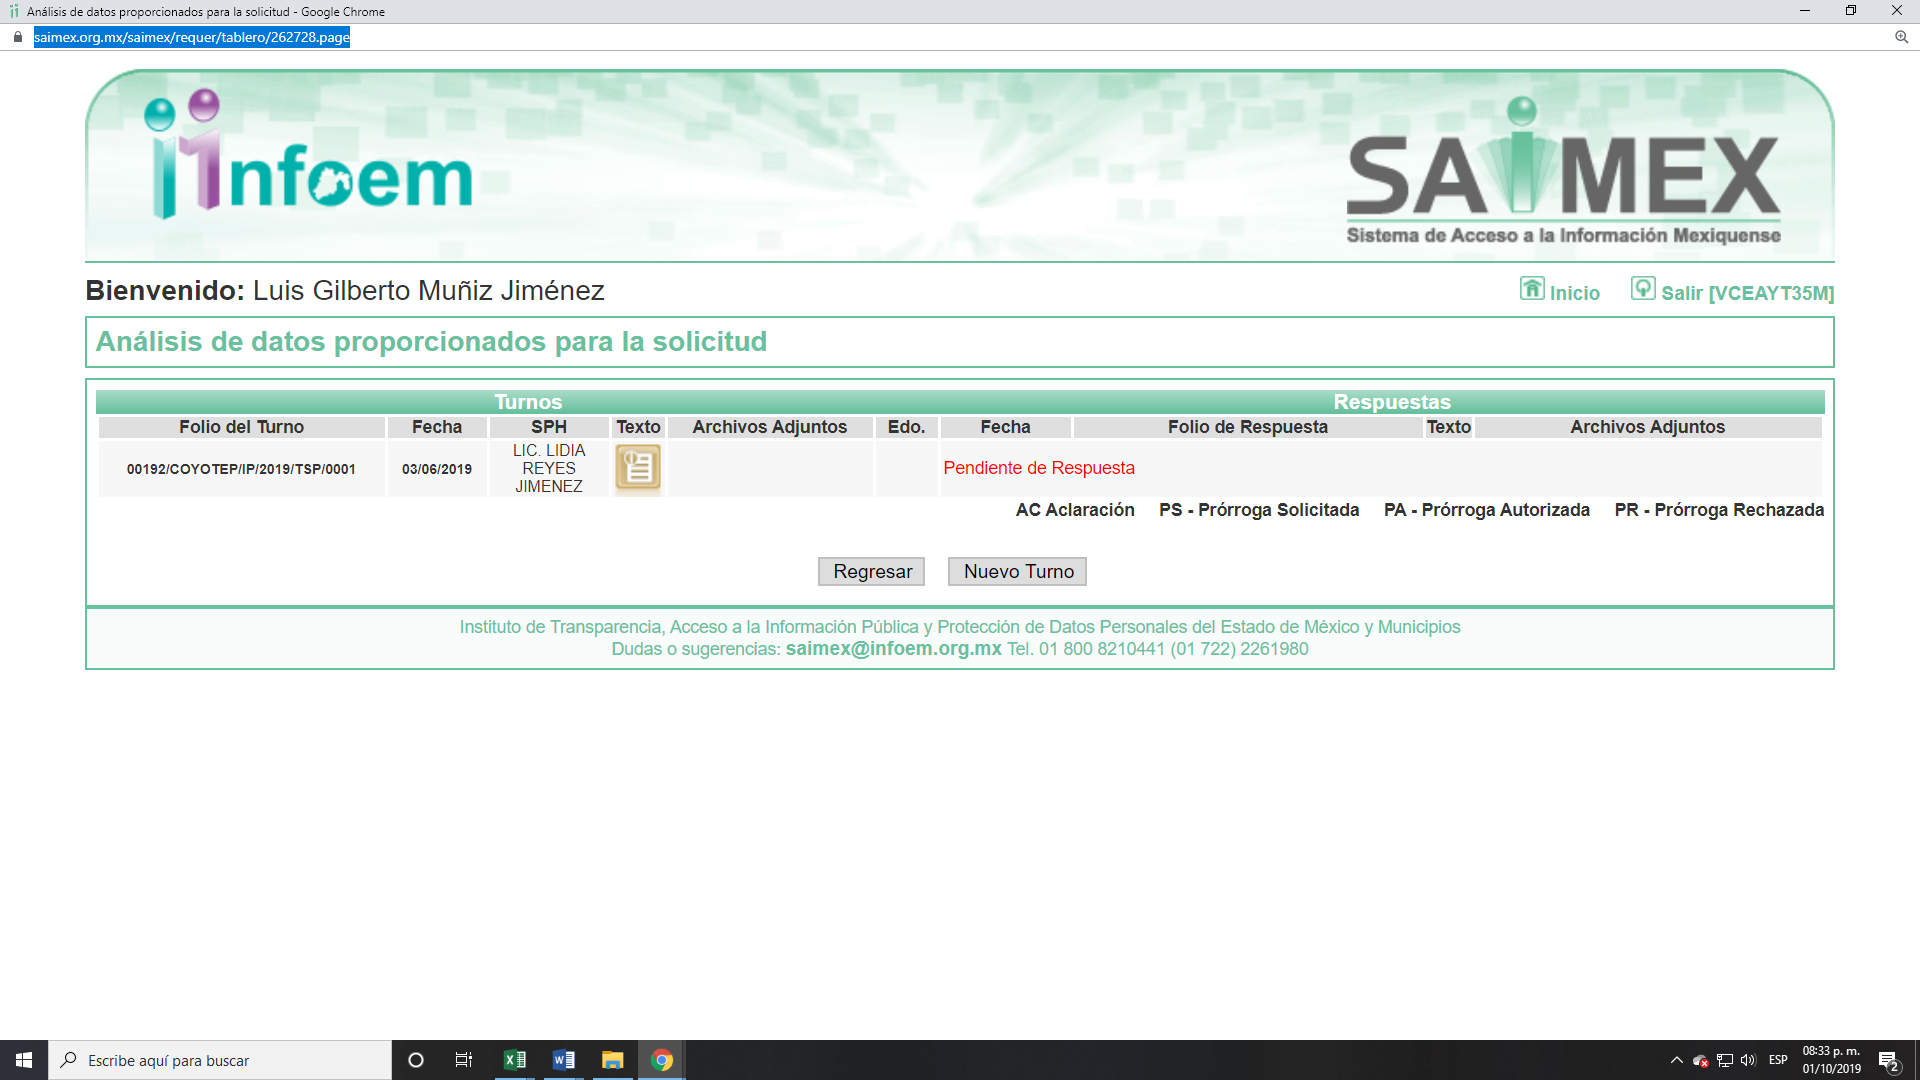 Análisis de datos proporcionados para la solicitud - Google Chrome
saimex.org.mx/saimex/requer/tablero/262728.page
infoem
SAIMEX
Sistema de Acceso a la Información Mexiquense
Bienvenido: Luis Gilberto Muñiz Jiménez
Inicio Salir [VCEAYT35M]
Análisis de datos proporcionados para la solicitud
Turnos Respuestas
Folio del Turno Fecha SPH Texto Archivos Adjuntos Edo. Fecha Folio de Respuesta Texto Archivos Adjuntos
00192/COYOTEP/IP/2019/TSP/0001 03/06/2019 LIC. LIDIA REYES JIMENEZ Pendiente de Respuesta
AC Aclaración PS - Prórroga Solicitada PA - Prórroga Autorizada PR - Prórroga Rechazada
Regresar Nuevo Turno
Instituto de Transparencia, Acceso a la Información Pública y Protección de Datos Personales del Estado de México y Municipios
Dudas o sugerencias: saimex@infoem.org.mx Tel. 01 800 8210441 (01 722) 2261980
Escribe aquí para buscar
ESP
08:33 p. m.
01/10/2019
2